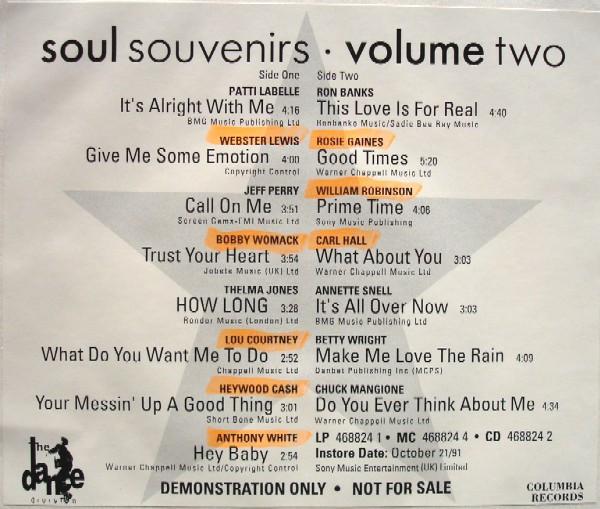 soul souvenirs · volume two
Side One
PATTI LABELLE
It's Alright With Me 4:16
BMG Music Publishing Ltd
WEBSTER LEWIS
Give Me Some Emotion 4:00
Copyright Control
JEFF PERRY
Call On Me 3:51
Screen Gems-EMI Music Ltd
BOBBY WOMACK
Trust Your Heart 3:54
Jobete Music (UK) Ltd
THELMA JONES
HOW LONG 3:28
Rondor Music (London) Ltd
LOU COURTNEY
What Do You Want Me To Do 2:52
Chappell Music Ltd
HEYWOOD CASH
Your Messin' Up A Good Thing 3:01
Short Bone Music Ltd
ANTHONY WHITE
Hey Baby 2:54
Warner Chappell Music Ltd/Copyright Control
Side Two
RON BANKS
This Love Is For Real 4:40
Ronbanks Music/Sadie Bee Ray Music
ROSIE GAINES
Good Times 5:20
Warner Chappell Music Ltd
WILLIAM ROBINSON
Prime Time 4:06
Sony Music Publishing
CARL HALL
What About You 3:03
Warner Chappell Music Ltd
ANNETTE SNELL
It's All Over Now 3:03
BMG Music Publishing Ltd
BETTY WRIGHT
Make Me Love The Rain 4:09
Danbet Publishing Inc (MCPS)
CHUCK MANGIONE
Do You Ever Think About Me 4:34
Warner Chappell Music Ltd
LP 468824 1 • MC 468824 4 • CD 468824 2
Instore Date: October 21/91
Sony Music Entertainment (UK) Limited
the
dance
division
DEMONSTRATION ONLY • NOT FOR SALE
COLUMBIA
RECORDS